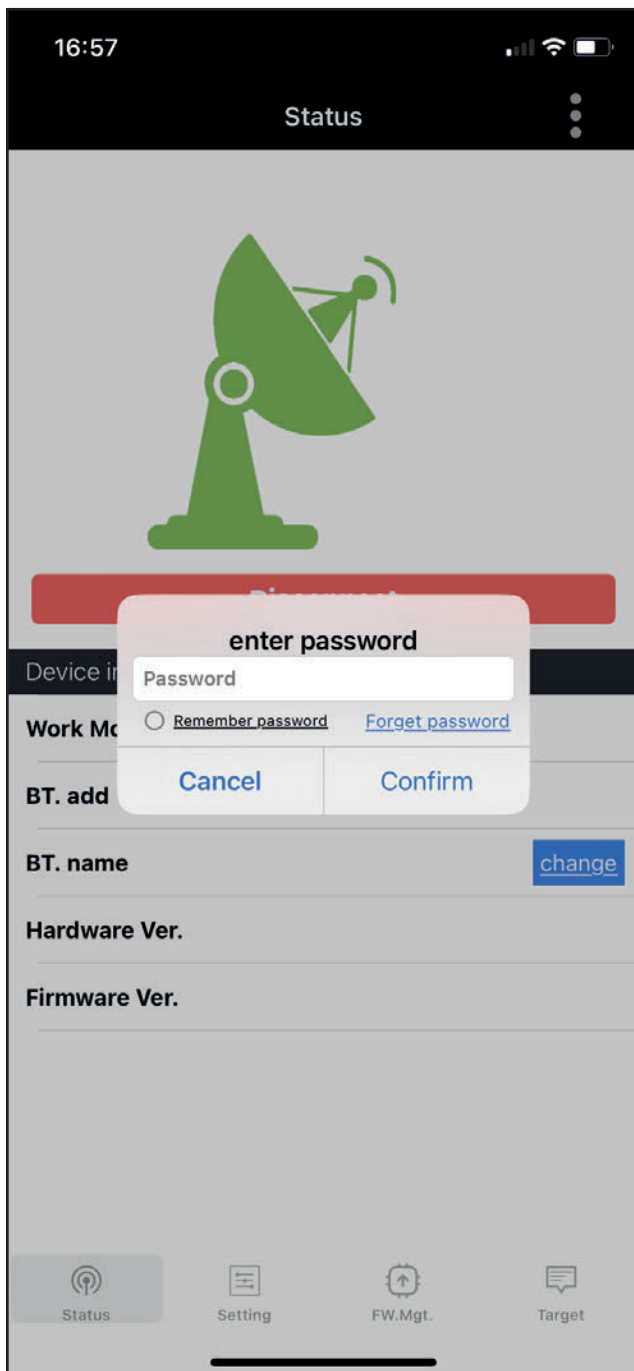 16:57
Status
enter password
Device
Password
Remember password Forget password
Work
Cancel Confirm
BT. add
BT. name change
Hardware Ver.
Firmware Ver.
Status Setting FW.Mgt. Target